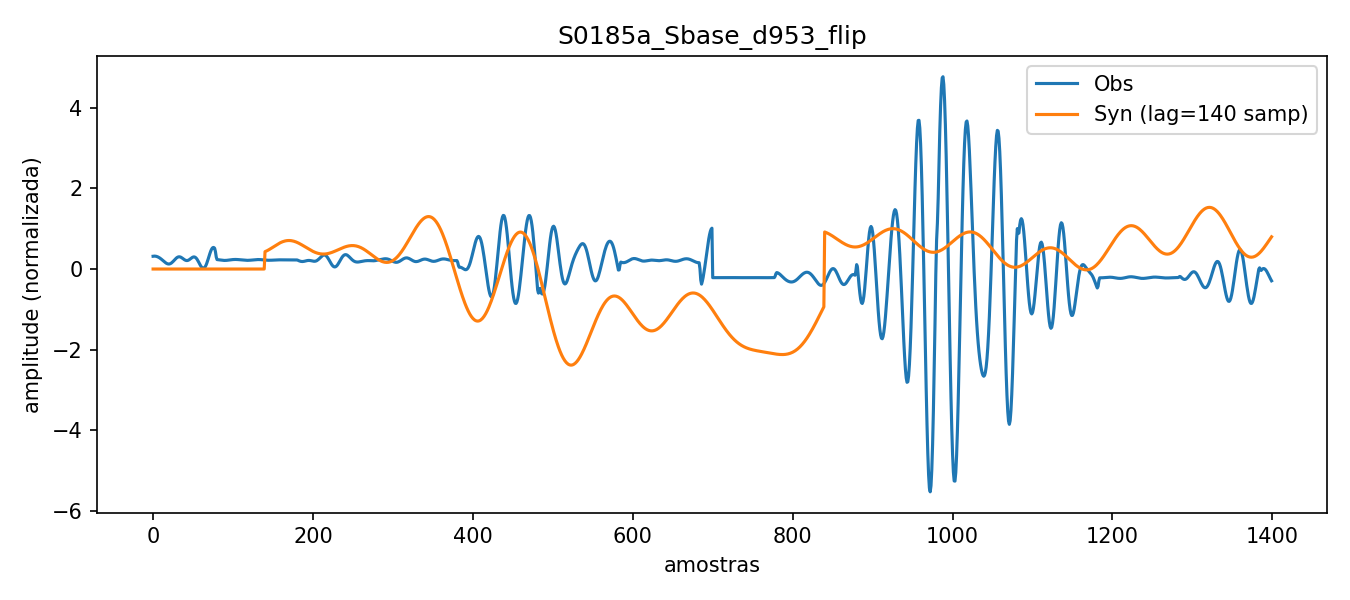 S0185a_Sbase_d953_flip
Obs
Syn (lag=140 samp)
amplitude (normalizada)
4
2
0
−2
−4
−6
0
200
400
600
800
1000
1200
1400
amostras